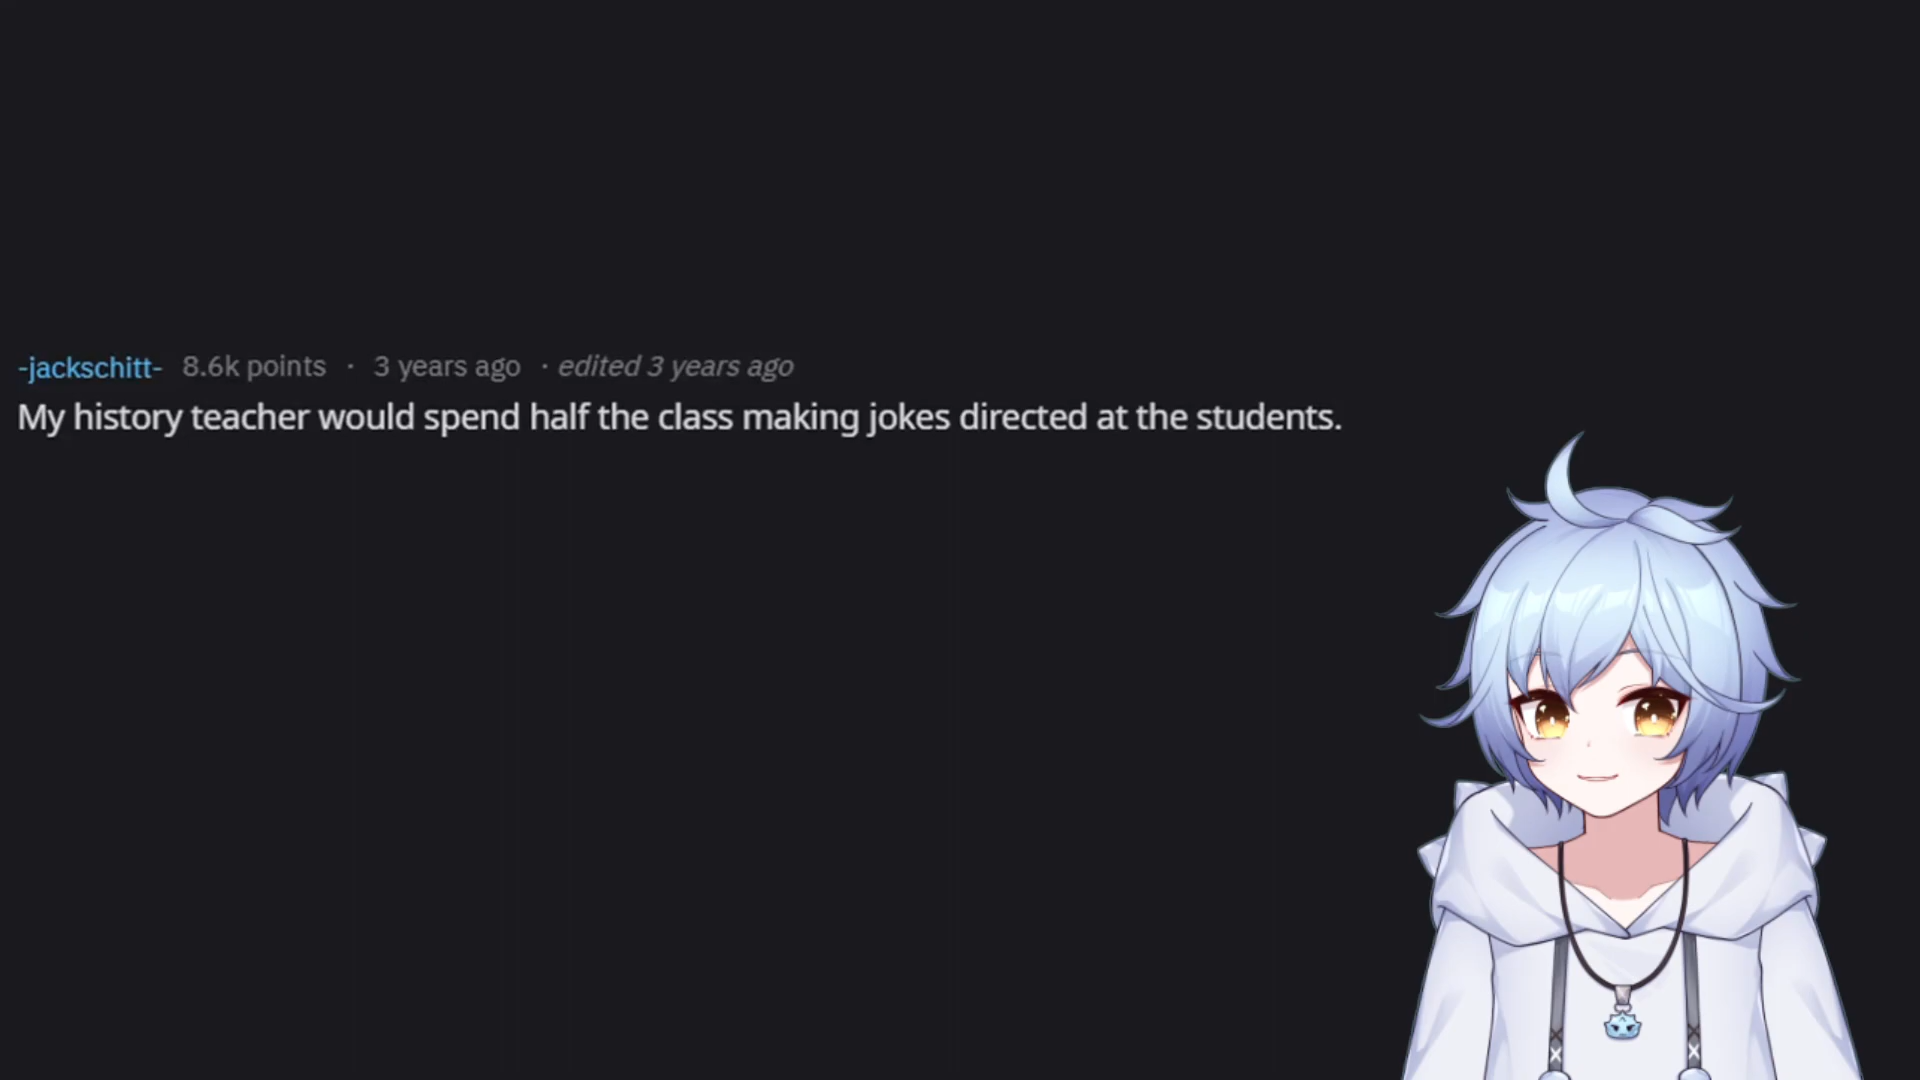 -jackschitt- 8.6k points · 3 years ago · edited 3 years ago
My history teacher would spend half the class making jokes directed at the students.